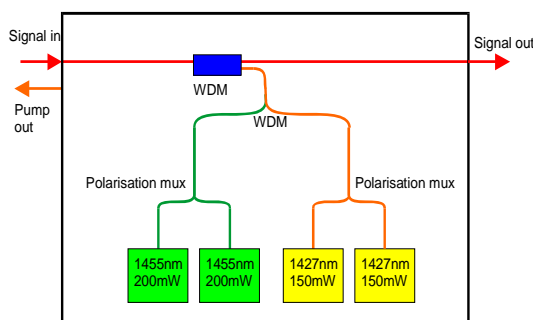 Signal in
Signal out
Pump
out
WDM
WDM
Polarisation mux
Polarisation mux
1455nm
200mW
1455nm
200mW
1427nm
150mW
1427nm
150mW